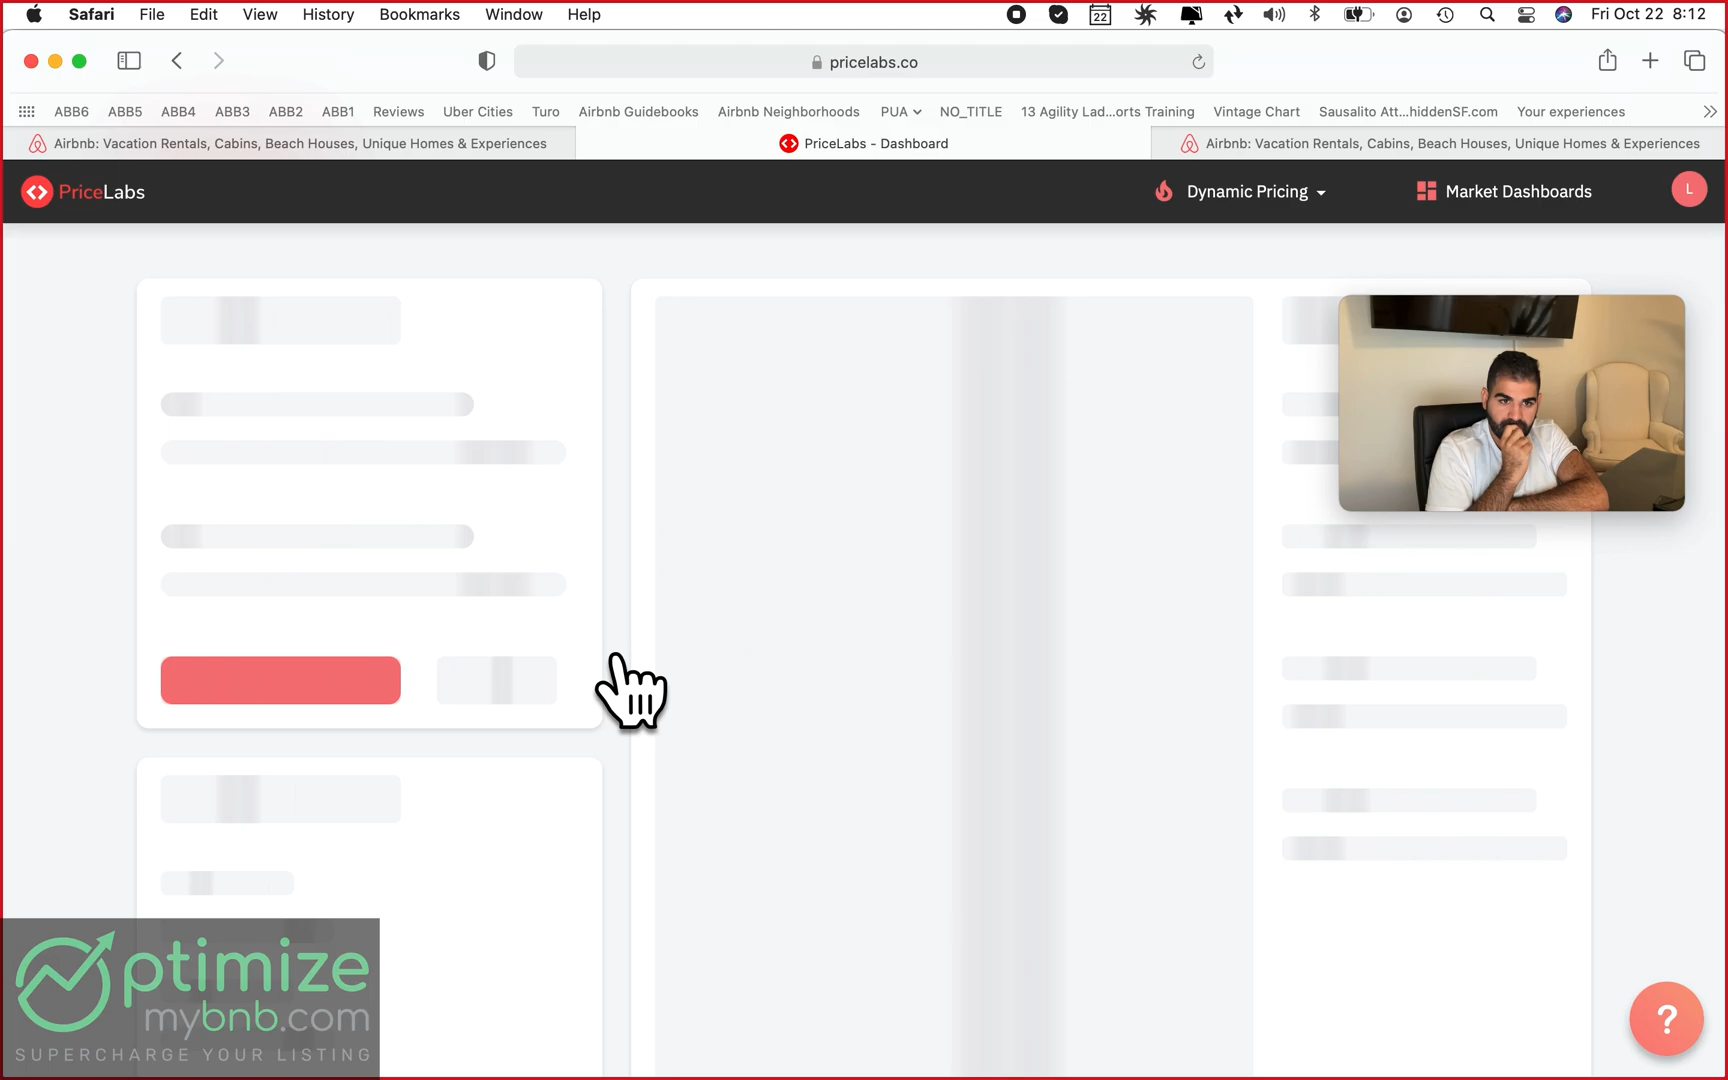 Safari File Edit View History Bookmarks Window Help 22 Fri Oct 22 8:12
pricelabs.co
ABB6 ABB5 ABB4 ABB3 ABB2 ABB1 Reviews Uber Cities Turo Airbnb Guidebooks Airbnb Neighborhoods PUA NO_TITLE 13 Agility Lad...orts Training Vintage Chart Sausalito Att...hiddenSF.com Your experiences
Airbnb: Vacation Rentals, Cabins, Beach Houses, Unique Homes & Experiences PriceLabs - Dashboard Airbnb: Vacation Rentals, Cabins, Beach Houses, Unique Homes & Experiences
PriceLabs Dynamic Pricing Market Dashboards L
ptimize
mybnb.com
SUPERCHARGE YOUR LISTING
?